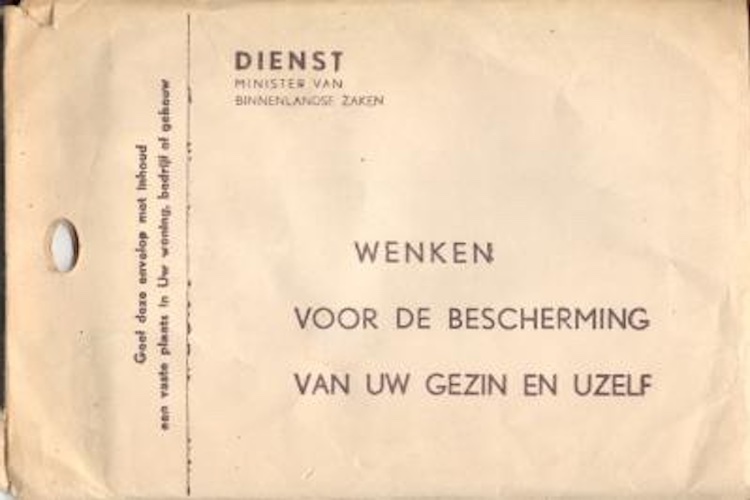 DIENST
MINISTER VAN
BINNENLANDSE ZAKEN
Geef deze envelop met inhoud
een vaste plaats in Uw woning, bedrijf of gebouw
WENKEN
VOOR DE BESCHERMING
VAN UW GEZIN EN UZELF